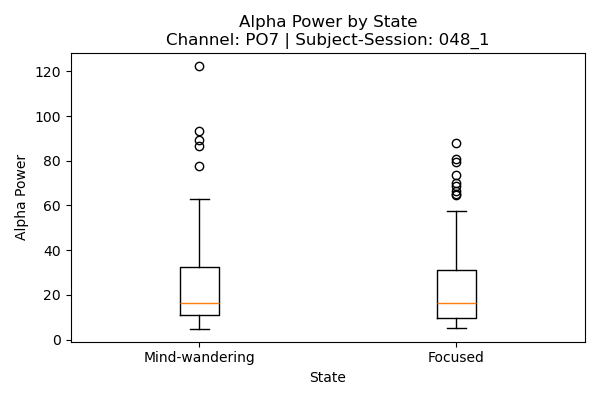 Alpha Power by State
Channel: PO7 | Subject-Session: 048_1
Alpha Power
120
100
80
60
40
20
0
Mind-wandering
Focused
State